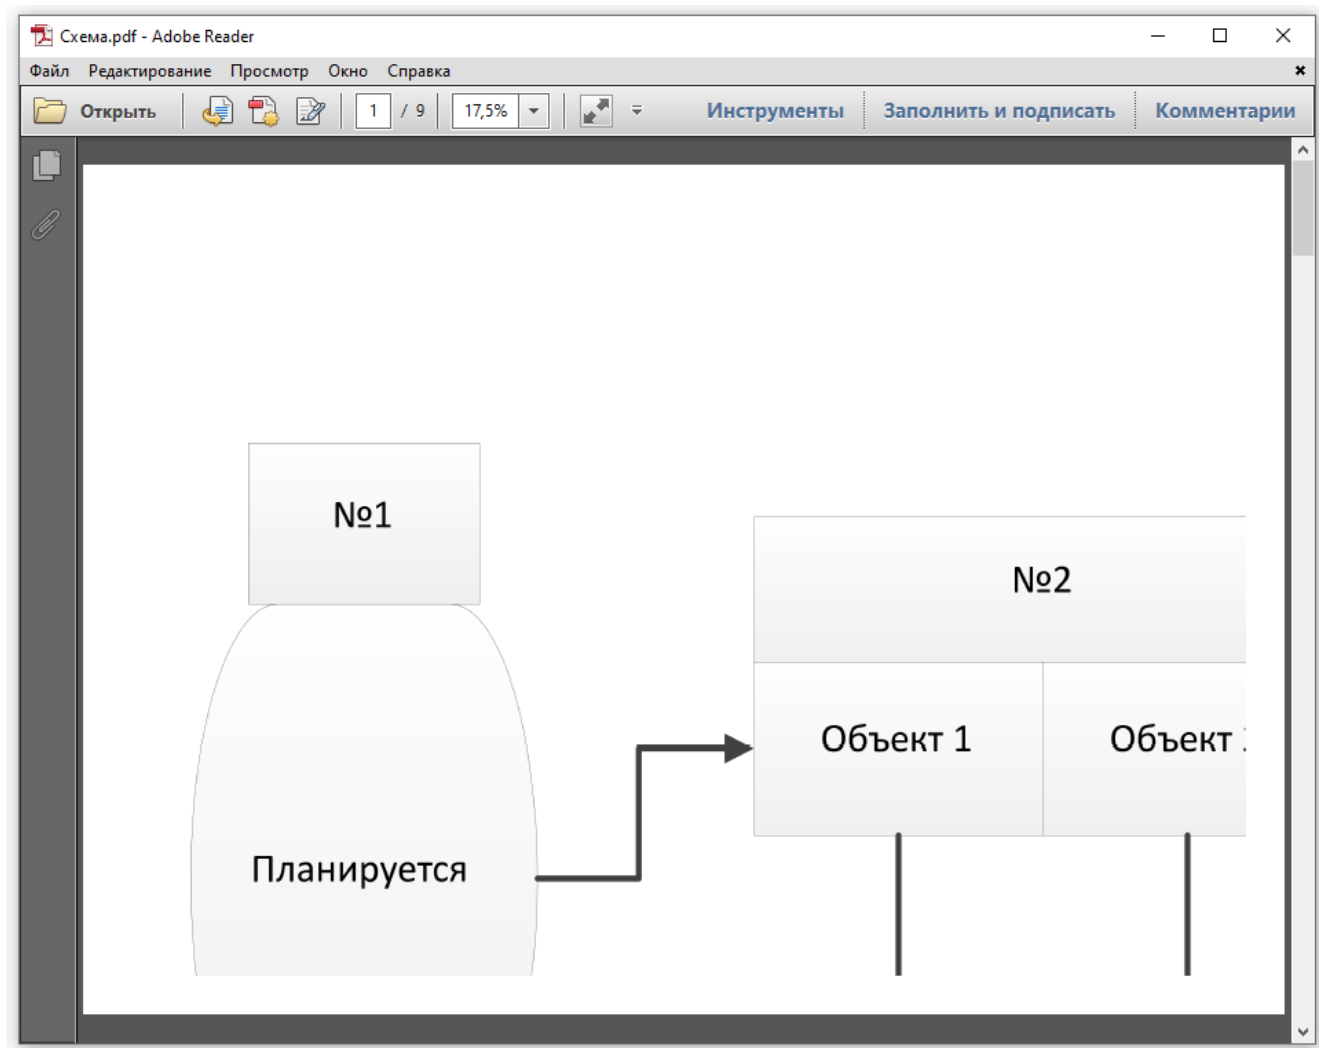 Схема.pdf - Adobe Reader
Файл Редактирование Просмотр Окно Справка
Открыть 1 / 9 17,5% Инструменты Заполнить и подписать Комментарии
№1
№2
Объект 1 Объект
Планируется